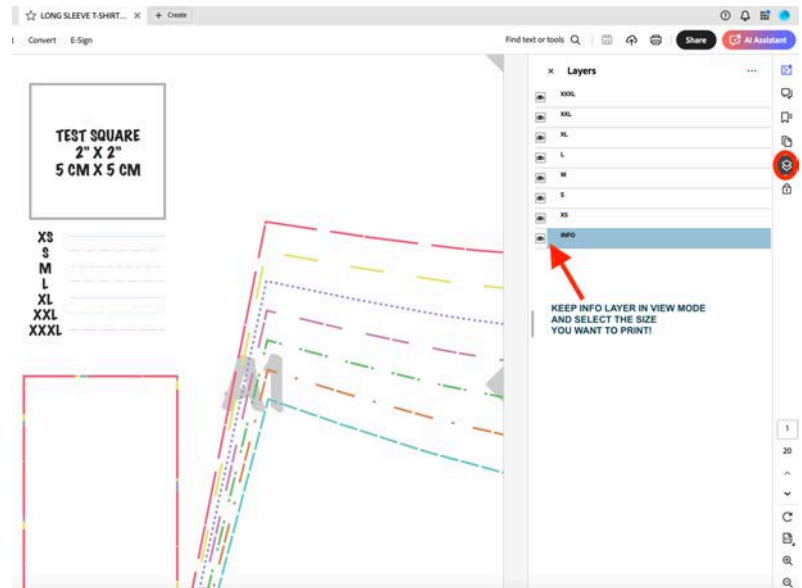 LONG SLEEVE T-SHIRT... × + Create
Convert E-Sign Find text or tools Share AI Assistant
× Layers ...
XXXL
XXL
XL
L
M
S
XS
INFO
TEST SQUARE
2" X 2"
5 CM X 5 CM
XS
S
M
L
XL
XXL
XXXL
A1
KEEP INFO LAYER IN VIEW MODE
AND SELECT THE SIZE
YOU WANT TO PRINT!
1
20